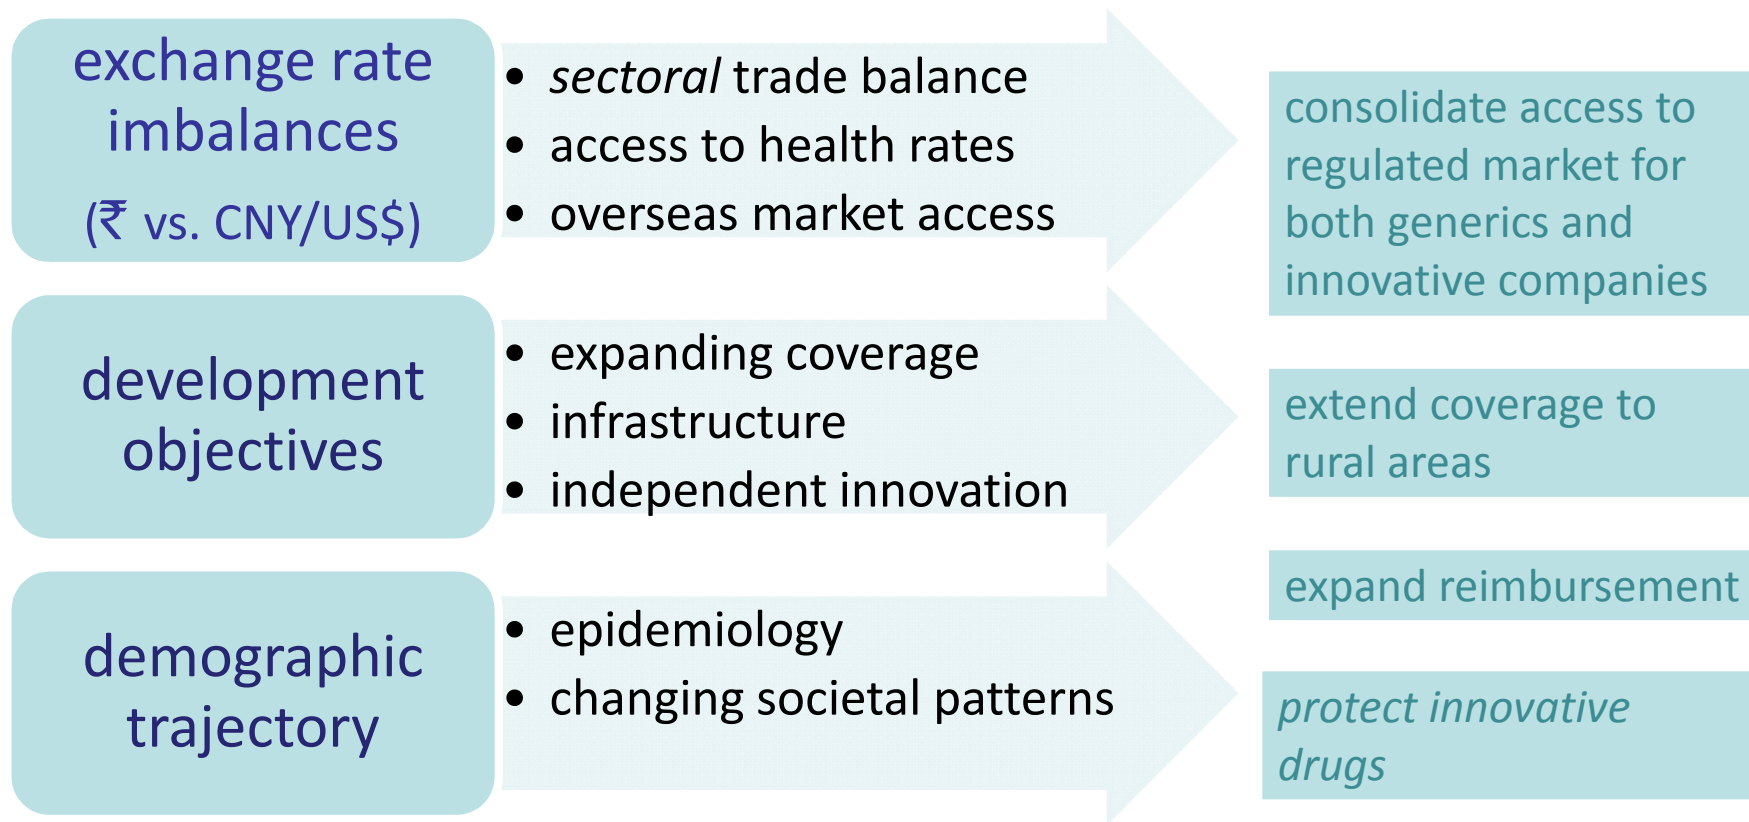 exchange rate
imbalances
(₹ vs. CNY/US$)
• sectoral trade balance
• access to health rates
• overseas market access
consolidate access to
regulated market for
both generics and
innovative companies
development
objectives
• expanding coverage
• infrastructure
• independent innovation
extend coverage to
rural areas
demographic
trajectory
• epidemiology
• changing societal patterns
expand reimbursement
protect innovative
drugs